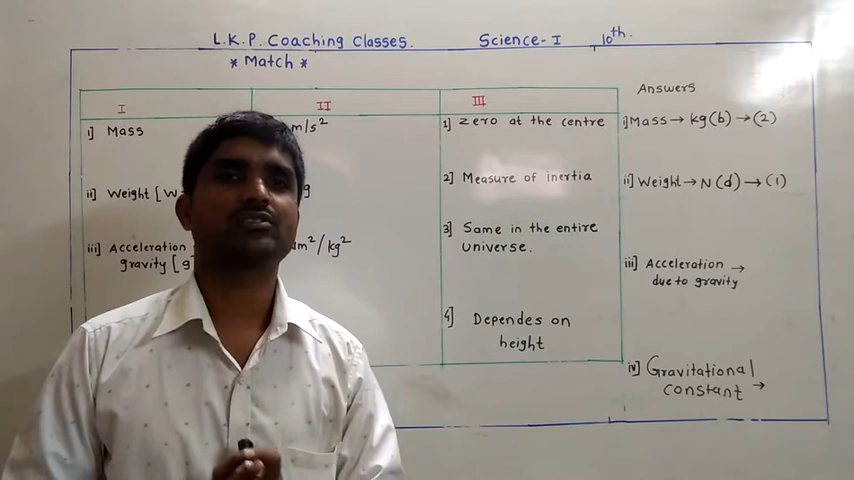 L.K.P. Coaching Classes. Science-I 10th.
* Match *
Answers
I II III
i] Mass
m/s²
1] Zero at the centre
i] Mass → kg(b) → (2)
ii] Weight [W
g
2] Measure of inertia
ii] Weight → N(d) → (1)
iii] Acceleration
gravity [g
m²/kg²
3] Same in the entire
universe.
iii] Acceleration →
due to gravity
4] Dependes on
height
iv] Gravitational
constant →